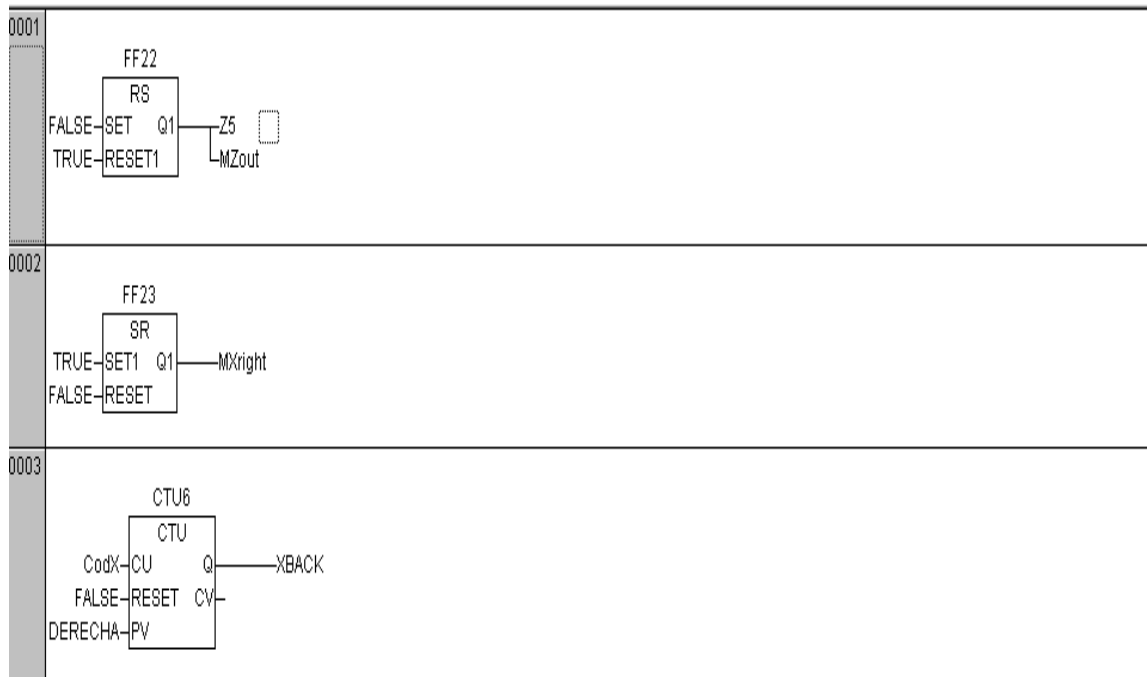 0001
FF22
RS
FALSE SET Q1 Z5
TRUE RESET1 MZout
0002
FF23
SR
TRUE SET1 Q1 MXright
FALSE RESET
0003
CTU6
CTU
CodX CU Q XBACK
FALSE RESET CV
DERECHA PV